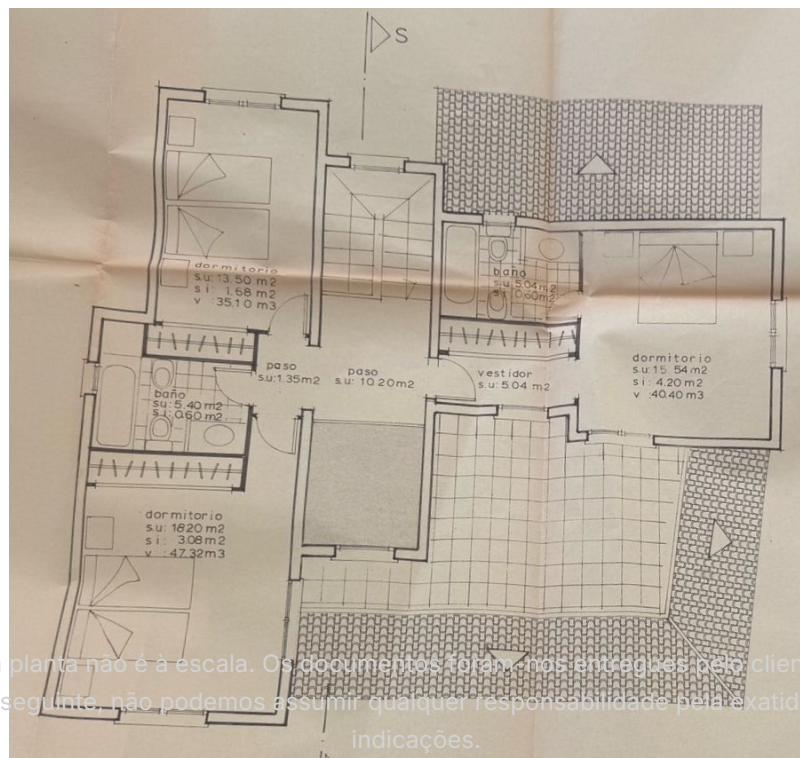 S
dormitorio
s.u: 13.50 m2
s i : 1.68 m2
v : 35.10 m3
baño
s.u: 5.04 m2
s i : 0.60 m2
paso
s.u: 1.35 m2
paso
s.u: 10.20 m2
vestidor
s.u: 5.04 m2
dormitorio
s.u: 15.54 m2
s i : 4.20 m2
v : 40.40 m3
baño
s.u: 5.40 m2
s i : 0.60 m2
dormitorio
s.u: 18.20 m2
s i : 3.08 m2
v : 47.32 m3
planta não é à escala. Os documentos foram-nos entregues pelo clien
seguinte, não podemos assumir qualquer responsabilidade pela exatid
indicações.